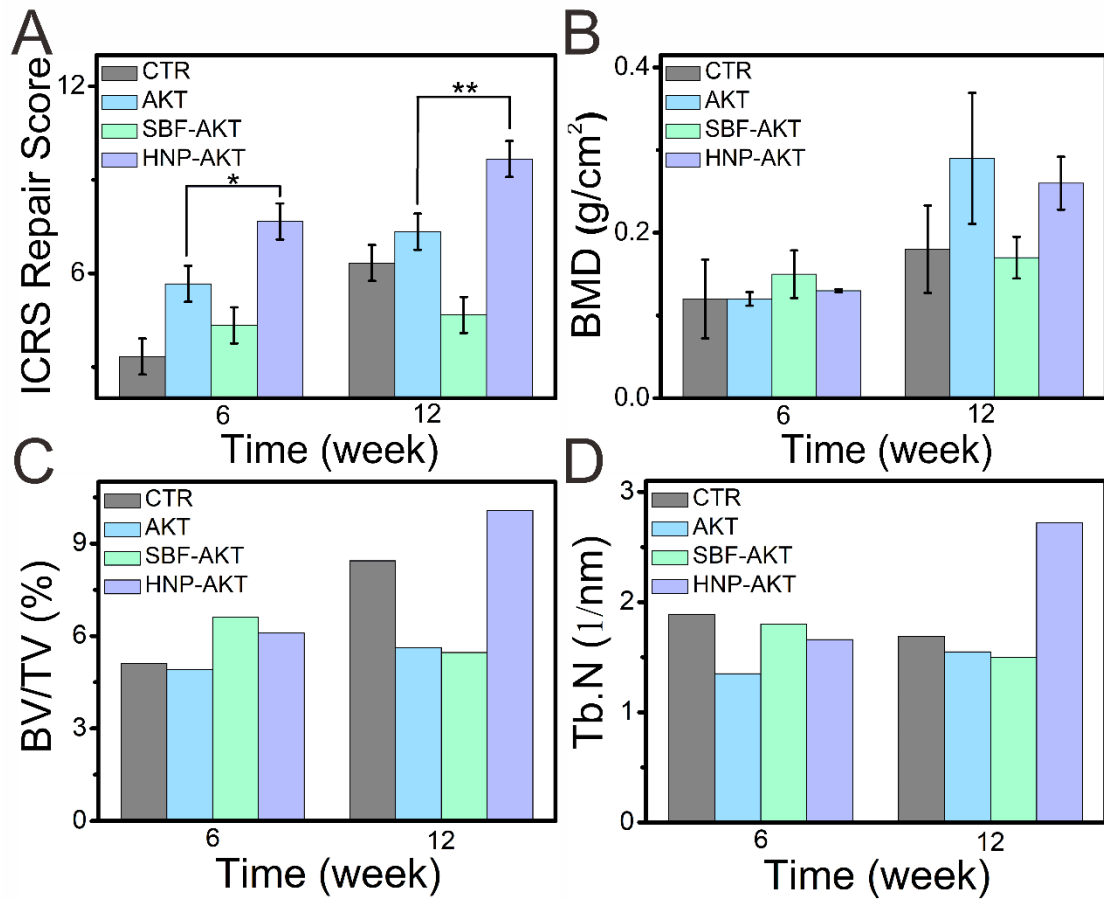 A
ICRS Repair Score
12
6
CTR
AKT
SBF-AKT
HNP-AKT
*
**
6
12
Time (week)
B
BMD (g/cm²)
0.4
0.2
0.0
CTR
AKT
SBF-AKT
HNP-AKT
6
12
Time (week)
C
BV/TV (%)
9
6
3
0
CTR
AKT
SBF-AKT
HNP-AKT
6
12
Time (week)
D
Tb.N (1/nm)
3
2
1
0
CTR
AKT
SBF-AKT
HNP-AKT
6
12
Time (week)